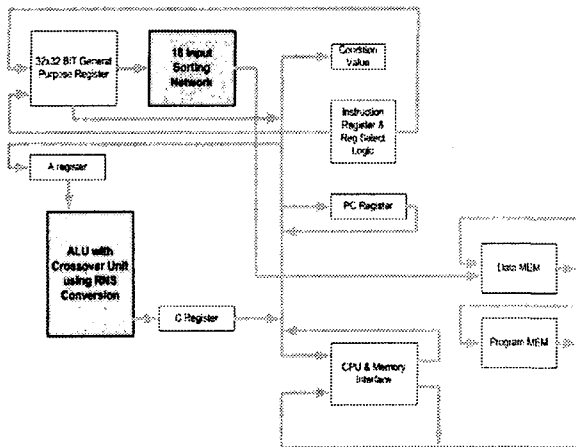 32x32 BIT General
Purpose Register
16 Input
Sorting
Network
Condition
Value
Instruction
Register &
Reg Select
Logic
A register
PC Register
ALU with
Crossover Unit
using RNS
Conversion
C Register
Data MEM
Program MEM
CPU & Memory
Interface